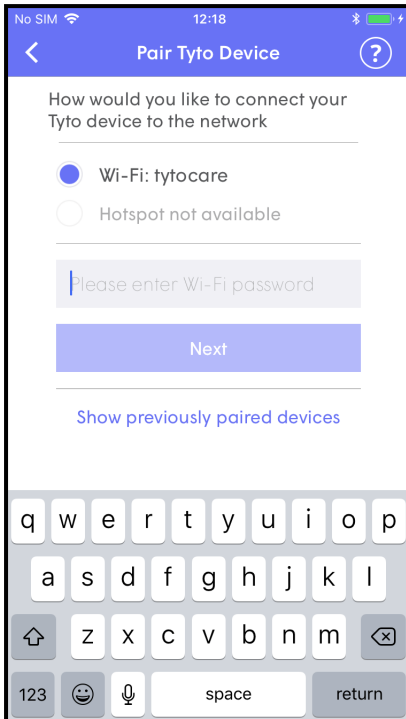 No SIM 12:18
Pair Tyto Device ?
How would you like to connect your
Tyto device to the network
Wi-Fi: tytocare
Hotspot not available
Please enter Wi-Fi password
Next
Show previously paired devices
q w e r t y u i o p
a s d f g h j k l
z x c v b n m
123 space return